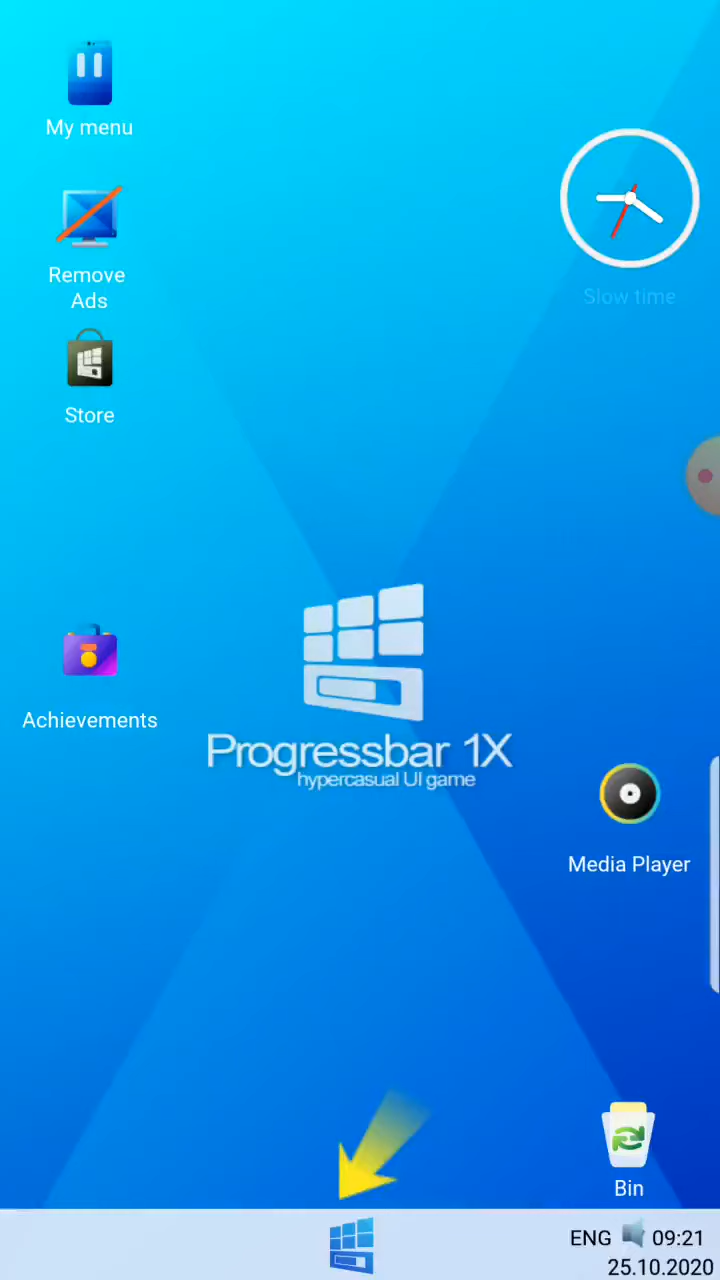 My menu
Remove
Ads
Store
Slow time
Achievements
Progressbar 1X
hypercasual UI game
Media Player
Bin
ENG 09:21
25.10.2020